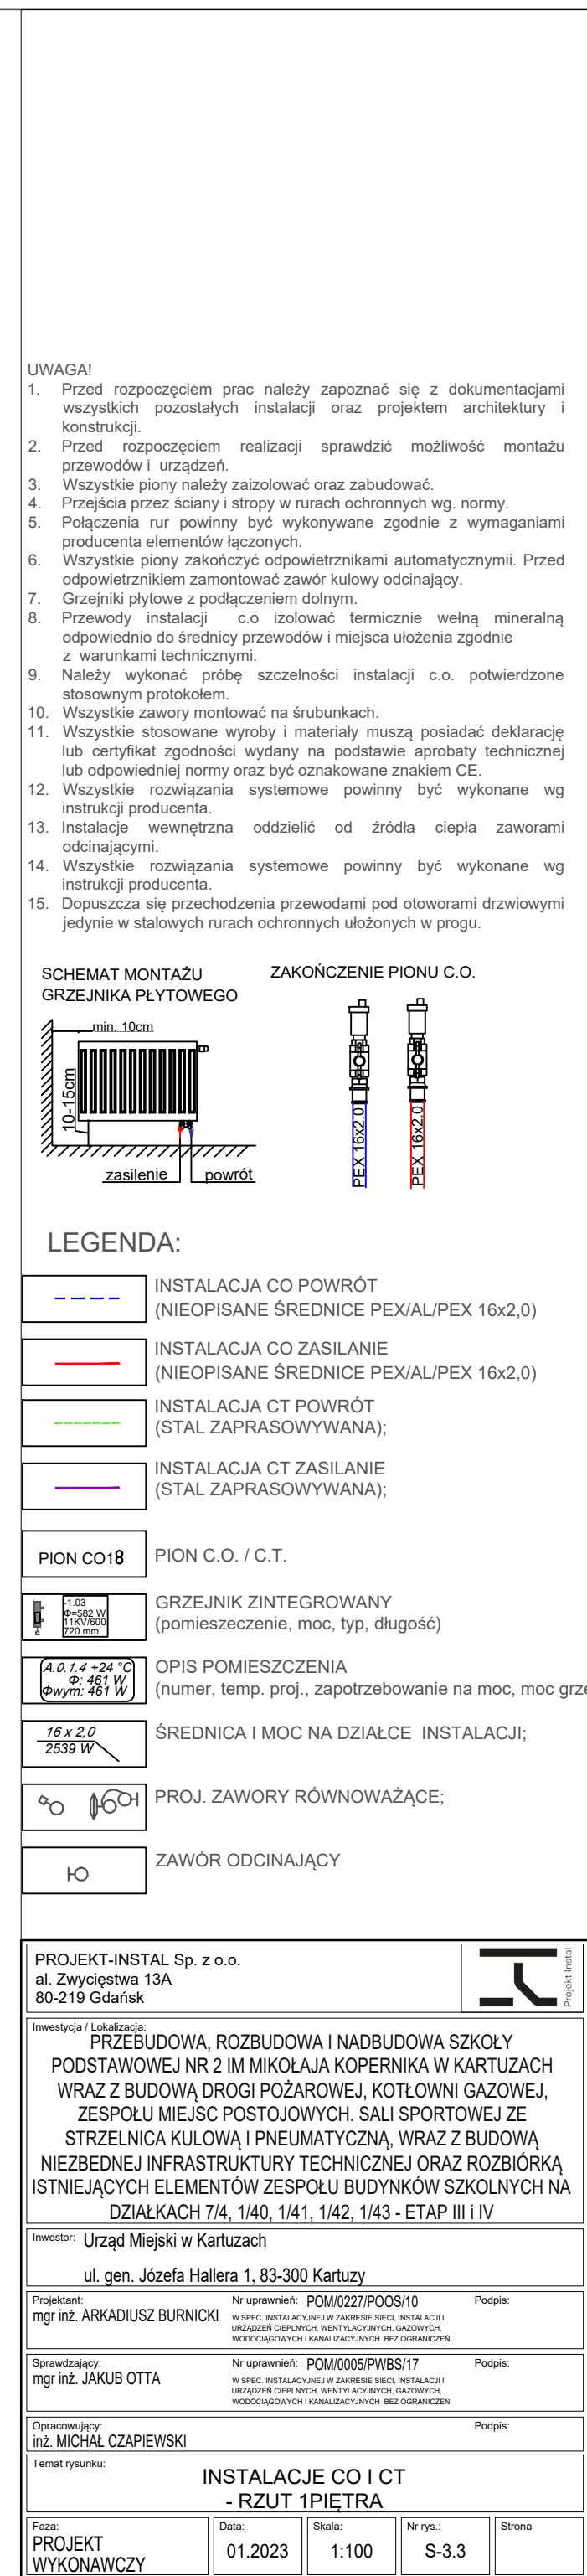 UWAGA!
1. Przed rozpoczęciem prac należy zapoznać się z dokumentacjami
wszystkich pozostałych instalacji oraz projektem architektury i
konstrukcji.
2. Przed rozpoczęciem realizacji sprawdzić możliwość montażu
przewodów i urządzeń.
3. Wszystkie piony należy zaizolować oraz zabudować.
4. Przejścia przez ściany i stropy w rurach ochronnych wg. normy.
5. Połączenia rur powinny być wykonywane zgodnie z wymaganiami
producenta elementów łączonych.
6. Wszystkie piony zakończyć odpowietrznikami automatycznymii. Przed
odpowietrznikiem zamontować zawór kulowy odcinający.
7. Grzejniki płytowe z podłączeniem dolnym.
8. Przewody instalacji c.o izolować termicznie wełną mineralną
odpowiednio do średnicy przewodów i miejsca ułożenia zgodnie
z warunkami technicznymi.
9. Należy wykonać próbę szczelności instalacji c.o. potwierdzone
stosownym protokołem.
10. Wszystkie zawory montować na śrubunkach.
11. Wszystkie stosowane wyroby i materiały muszą posiadać deklarację
lub certyfikat zgodności wydany na podstawie aprobaty technicznej
lub odpowiedniej normy oraz być oznakowane znakiem CE.
12. Wszystkie rozwiązania systemowe powinny być wykonane wg
instrukcji producenta.
13. Instalacje wewnętrzna oddzielić od źródła ciepła zaworami
odcinającymi.
14. Wszystkie rozwiązania systemowe powinny być wykonane wg
instrukcji producenta.
15. Dopuszcza się przechodzenia przewodami pod otoworami drzwiowymi
jedynie w stalowych rurach ochronnych ułożonych w progu.
SCHEMAT MONTAŻU
GRZEJNIKA PŁYTOWEGO
min. 10cm
10-15cm
zasilenie
powrót
ZAKOŃCZENIE PIONU C.O.
PEX 16x2.0
PEX 16x2.0
LEGENDA:
INSTALACJA CO POWRÓT
(NIEOPISANE ŚREDNICE PEX/AL/PEX 16x2,0)
INSTALACJA CO ZASILANIE
(NIEOPISANE ŚREDNICE PEX/AL/PEX 16x2,0)
INSTALACJA CT POWRÓT
(STAL ZAPRASOWYWANA);
INSTALACJA CT ZASILANIE
(STAL ZAPRASOWYWANA);
PION CO18
PION C.O. / C.T.
-1.03
Φ=582 W
11KV/600
720 mm
GRZEJNIK ZINTEGROWANY
(pomieszeczenie, moc, typ, długość)
A.0.1.4 +24 °C
Φ: 461 W
Φwym: 461 W
OPIS POMIESZCZENIA
(numer, temp. proj., zapotrzebowanie na moc, moc grze
16 x 2,0
2539 W
ŚREDNICA I MOC NA DZIAŁCE INSTALACJI;
PROJ. ZAWORY RÓWNOWAŻĄCE;
ZAWÓR ODCINAJĄCY
PROJEKT-INSTAL Sp. z o.o.
al. Zwycięstwa 13A
80-219 Gdańsk
Projekt Instal
Inwestycja / Lokalizacja:
PRZEBUDOWA, ROZBUDOWA I NADBUDOWA SZKOŁY
PODSTAWOWEJ NR 2 IM MIKOŁAJA KOPERNIKA W KARTUZACH
WRAZ Z BUDOWĄ DROGI POŻAROWEJ, KOTŁOWNI GAZOWEJ,
ZESPOŁU MIEJSC POSTOJOWYCH. SALI SPORTOWEJ ZE
STRZELNICA KULOWĄ I PNEUMATYCZNĄ, WRAZ Z BUDOWĄ
NIEZBEDNEJ INFRASTRUKTURY TECHNICZNEJ ORAZ ROZBIÓRKĄ
ISTNIEJĄCYCH ELEMENTÓW ZESPOŁU BUDYNKÓW SZKOLNYCH NA
DZIAŁKACH 7/4, 1/40, 1/41, 1/42, 1/43 - ETAP III i IV
Inwestor: Urząd Miejski w Kartuzach
ul. gen. Józefa Hallera 1, 83-300 Kartuzy
Projektant:
mgr inż. ARKADIUSZ BURNICKI
Nr uprawnień: POM/0227/POOS/10
W SPEC. INSTALACYJNEJ W ZAKRESIE SIECI, INSTALACJI I
URZĄDZEŃ CIEPLNYCH, WENTYLACYJNYCH, GAZOWYCH,
WODOCIĄGOWYCH I KANALIZACYJNYCH BEZ OGRANICZEŃ
Podpis:
Sprawdzający:
mgr inż. JAKUB OTTA
Nr uprawnień: POM/0005/PWBS/17
W SPEC. INSTALACYJNEJ W ZAKRESIE SIECI, INSTALACJI I
URZĄDZEŃ CIEPLNYCH, WENTYLACYJNYCH, GAZOWYCH,
WODOCIĄGOWYCH I KANALIZACYJNYCH BEZ OGRANICZEŃ
Podpis:
Opracowujący:
inż. MICHAŁ CZAPIEWSKI
Podpis:
Temat rysunku:
INSTALACJE CO I CT
- RZUT 1PIĘTRA
Faza:
PROJEKT
WYKONAWCZY
Data:
01.2023
Skala:
1:100
Nr rys.:
S-3.3
Strona